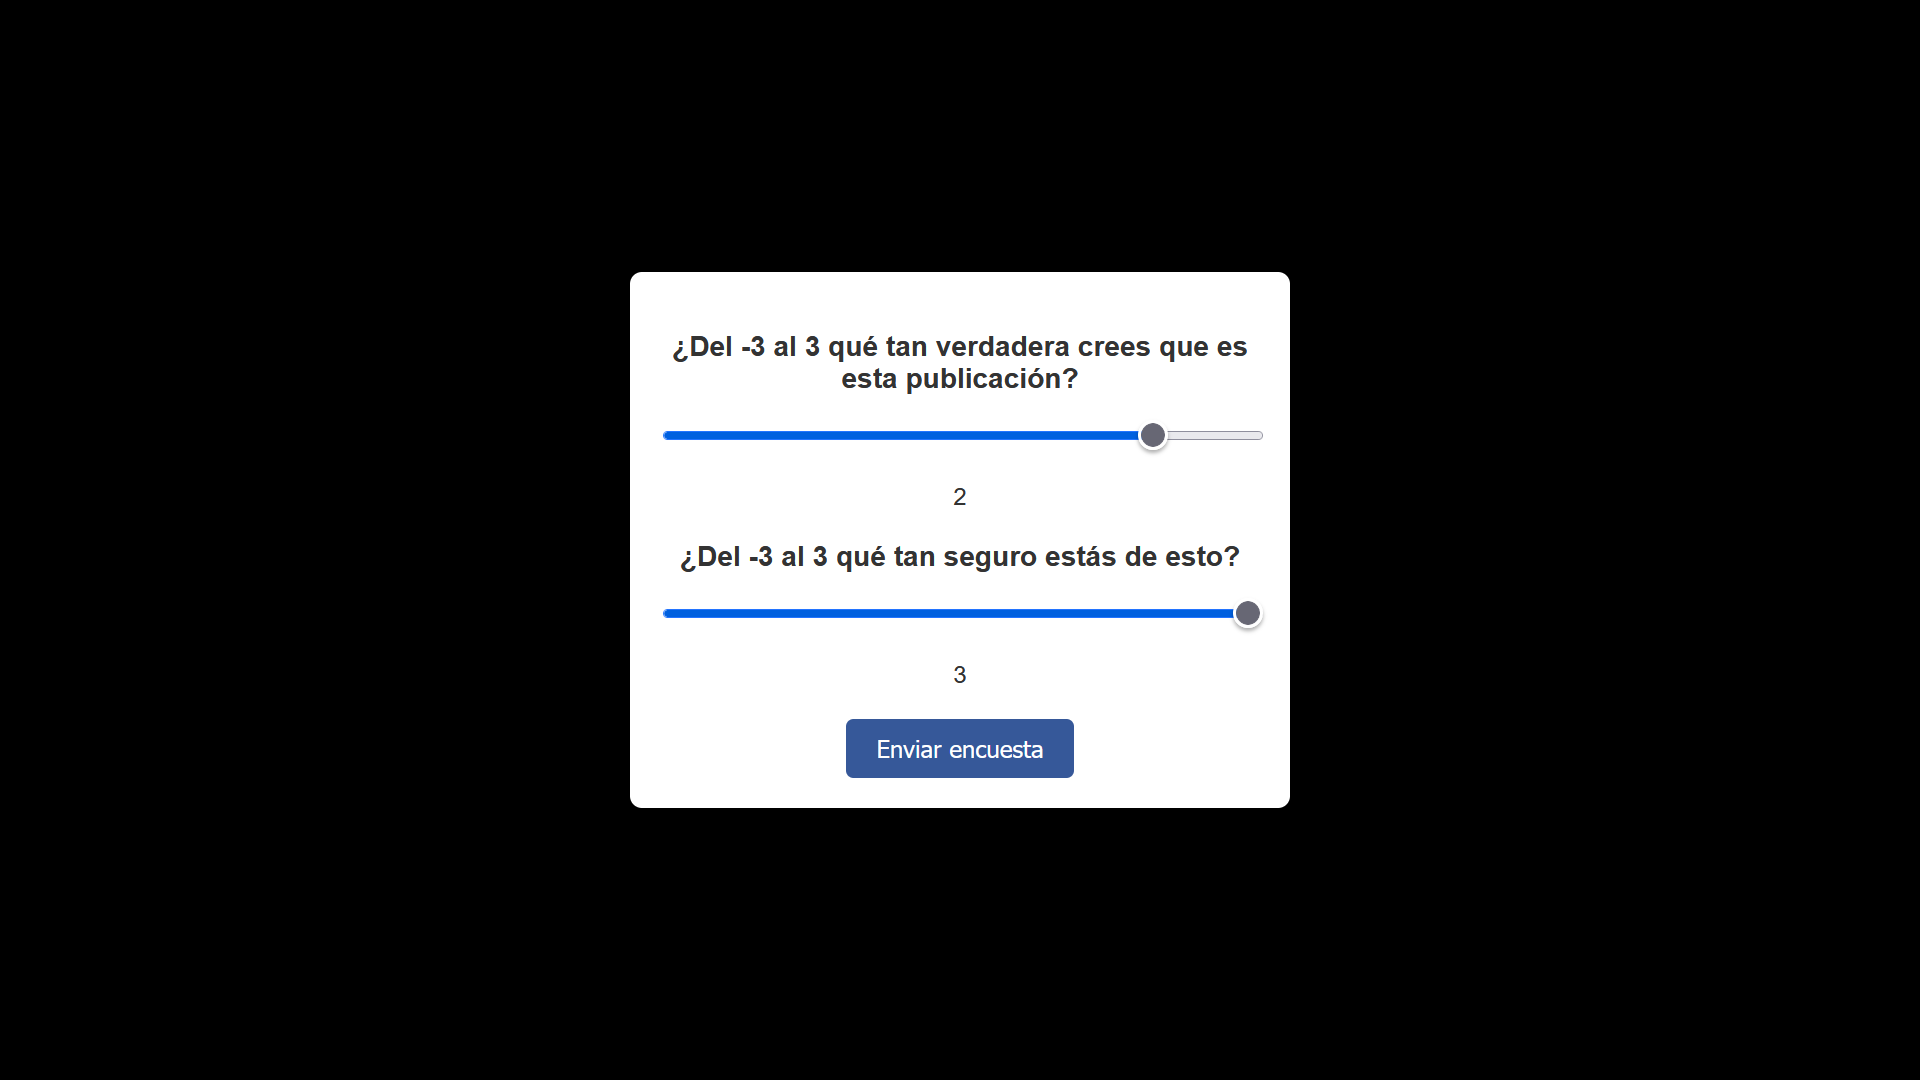 ¿Del -3 al 3 qué tan verdadera crees que es
esta publicación?
2
¿Del -3 al 3 qué tan seguro estás de esto?
3
Enviar encuesta